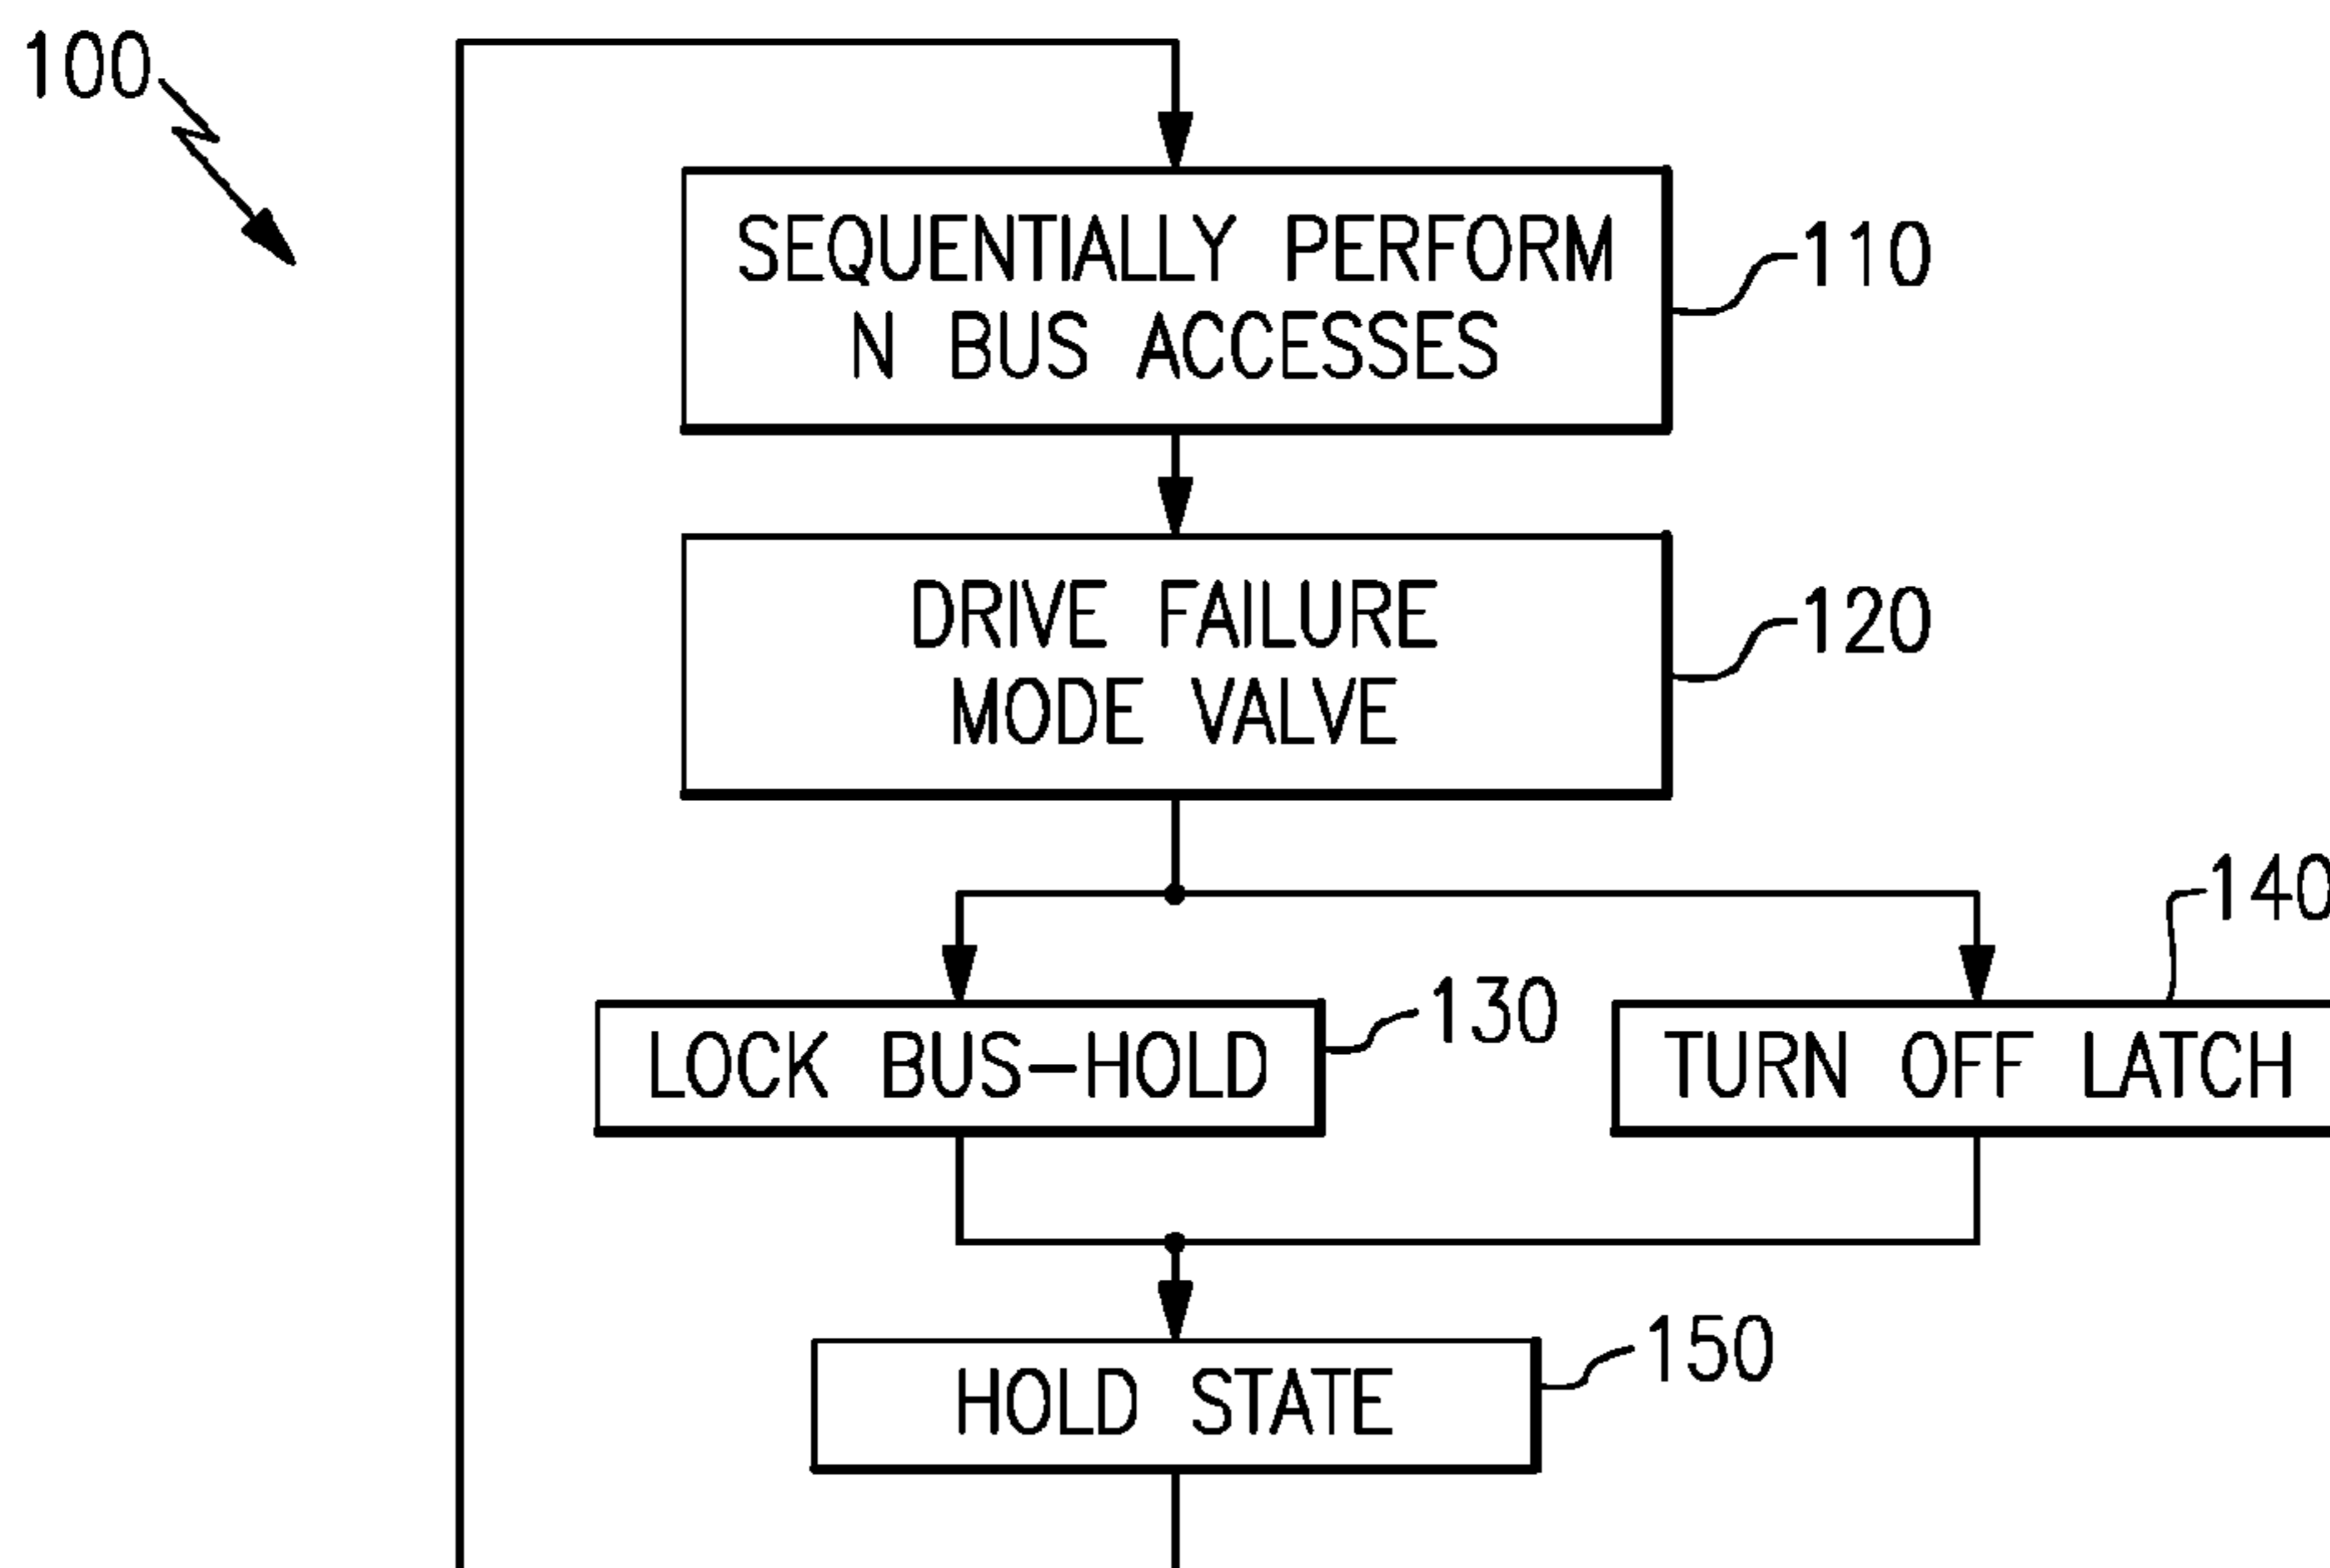 100
SEQUENTIALLY PERFORM
N BUS ACCESSES
110
DRIVE FAILURE
MODE VALVE
120
140
LOCK BUS-HOLD
130
TURN OFF LATCH
HOLD STATE
150